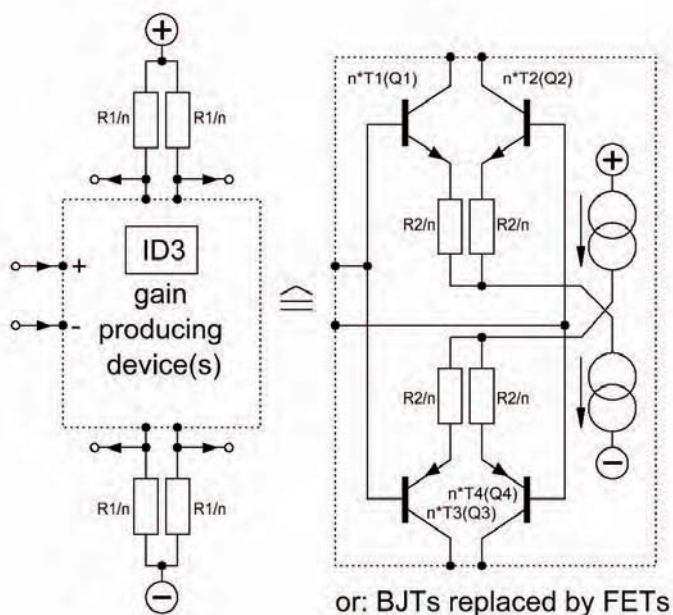 +
R1/n R1/n
+
-
ID3
gain
producing
device(s)
R1/n R1/n
−
=>
n*T1(Q1) n*T2(Q2)
+
R2/n R2/n
R2/n R2/n
−
n*T4(Q4)
n*T3(Q3)
or: BJTs replaced by FETs